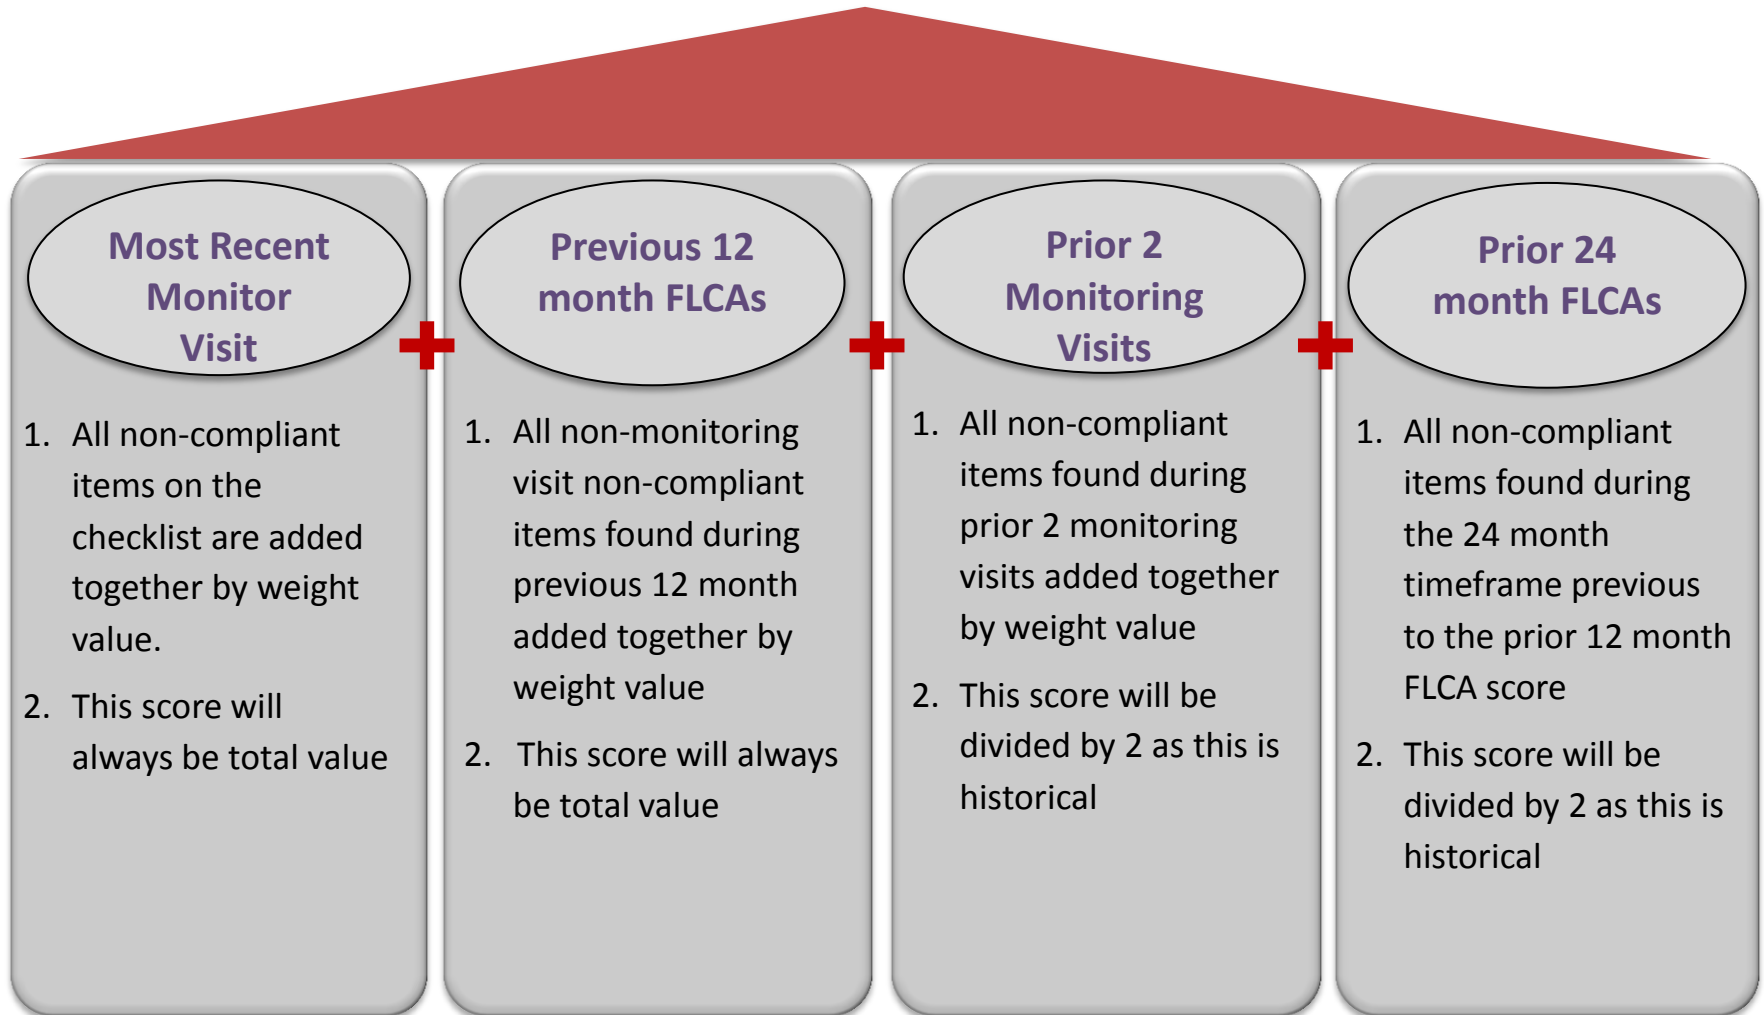 Most Recent
Monitor
Visit
1. All non-compliant
items on the
checklist are added
together by weight
value.
2. This score will
always be total value
Previous 12
month FLCAs
1. All non-monitoring
visit non-compliant
items found during
previous 12 month
added together by
weight value
2. This score will always
be total value
Prior 2
Monitoring
Visits
1. All non-compliant
items found during
prior 2 monitoring
visits added together
by weight value
2. This score will be
divided by 2 as this is
historical
Prior 24
month FLCAs
1. All non-compliant
items found during
the 24 month
timeframe previous
to the prior 12 month
FLCA score
2. This score will be
divided by 2 as this is
historical